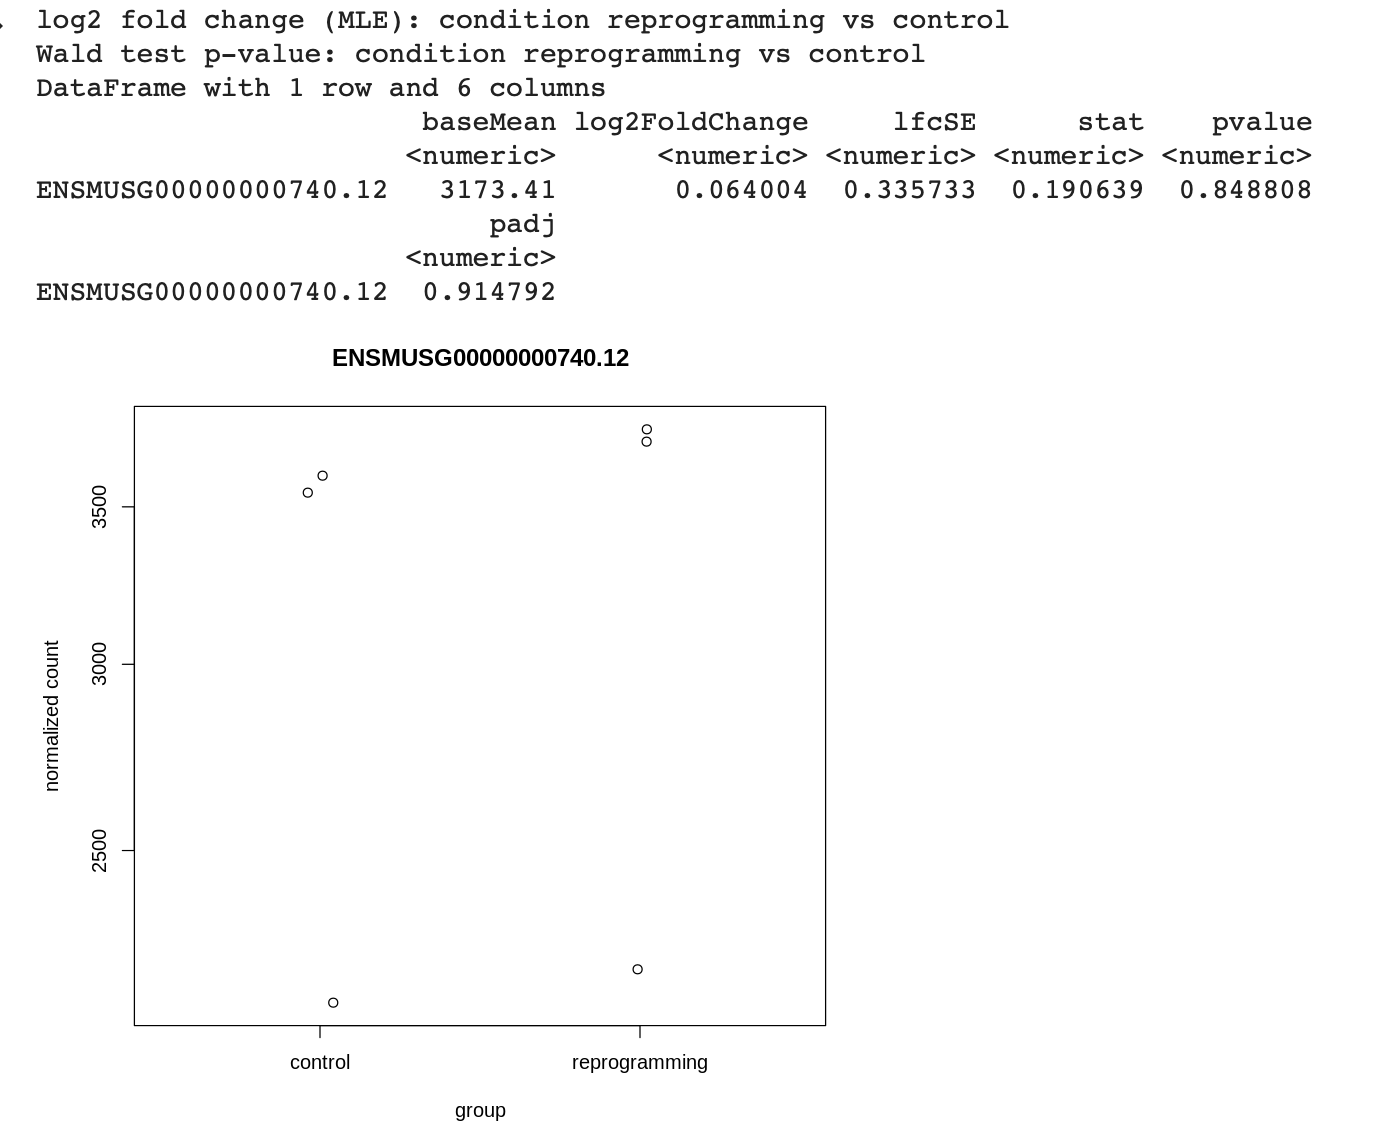 log2 fold change (MLE): condition reprogramming vs control
Wald test p-value: condition reprogramming vs control
DataFrame with 1 row and 6 columns
baseMean log2FoldChange lfcSE stat pvalue
<numeric> <numeric> <numeric> <numeric> <numeric>
ENSMUSG00000000740.12 3173.41 0.064004 0.335733 0.190639 0.848808
padj
<numeric>
ENSMUSG00000000740.12 0.914792
ENSMUSG00000000740.12
3500
3000
2500
normalized count
control reprogramming
group